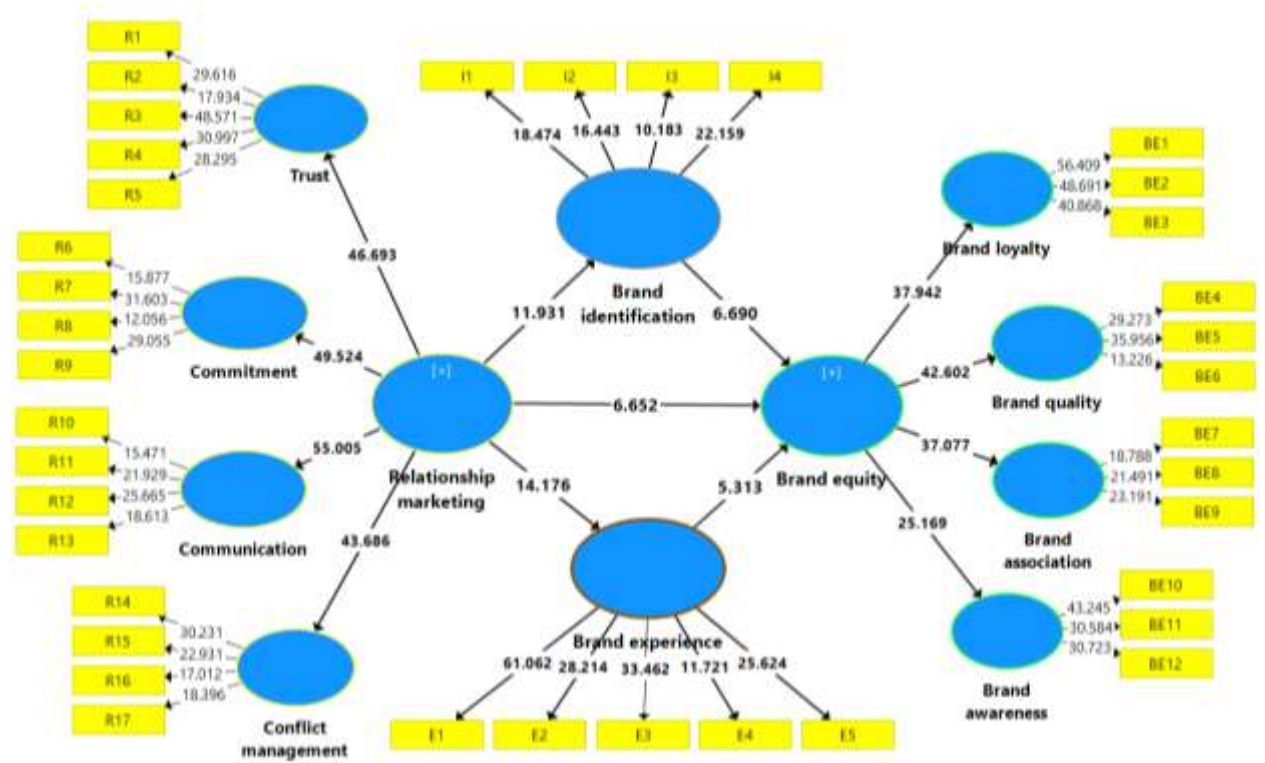 R1
29.616
R2
17.934
R3
48.571
R4
30.997
R5
28.295
Trust
I1
I2
I3
I4
18.474
16.443
10.183
22.159
Brand
identification
BE1
56.409
BE2
48.691
BE3
40.868
Brand loyalty
46.693
11.931
6.690
37.942
R6
15.877
R7
31.603
R8
12.056
R9
29.055
Commitment
49.524
[+]
Relationship
marketing
6.652
[+]
Brand equity
42.602
BE4
29.273
BE5
35.956
BE6
13.226
Brand quality
R10
15.471
R11
21.929
R12
25.665
R13
18.613
Communication
55.005
14.176
5.313
37.077
BE7
18.788
BE8
21.491
BE9
23.191
Brand
association
43.686
25.169
R14
30.231
R15
22.931
R16
17.012
R17
18.396
Conflict
management
Brand experience
61.062
28.214
33.462
11.721
25.624
E1
E2
E3
E4
E5
BE10
43.245
BE11
30.584
BE12
30.723
Brand
awareness